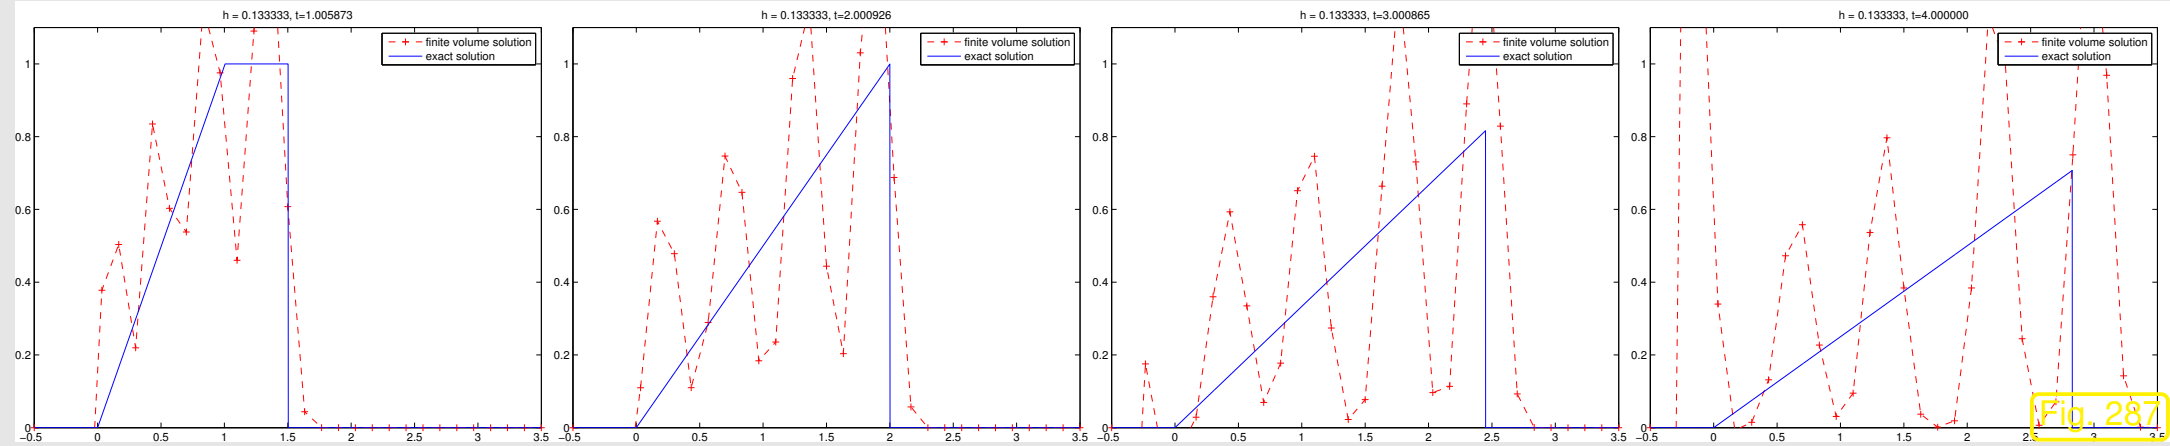 h = 0.133333, t=1.005873
finite volume solution
exact solution
1
0.8
0.6
0.4
0.2
0
−0.5 0 0.5 1 1.5 2 2.5 3 3.5
h = 0.133333, t=2.000926
finite volume solution
exact solution
1
0.8
0.6
0.4
0.2
0
−0.5 0 0.5 1 1.5 2 2.5 3 3.5
h = 0.133333, t=3.000865
finite volume solution
exact solution
1
0.8
0.6
0.4
0.2
0
−0.5 0 0.5 1 1.5 2 2.5 3 3.5
h = 0.133333, t=4.000000
finite volume solution
exact solution
1
0.8
0.6
0.4
0.2
0
−0.5 0 0.5 1 1.5 2 2.5 3 3.5
Fig. 287